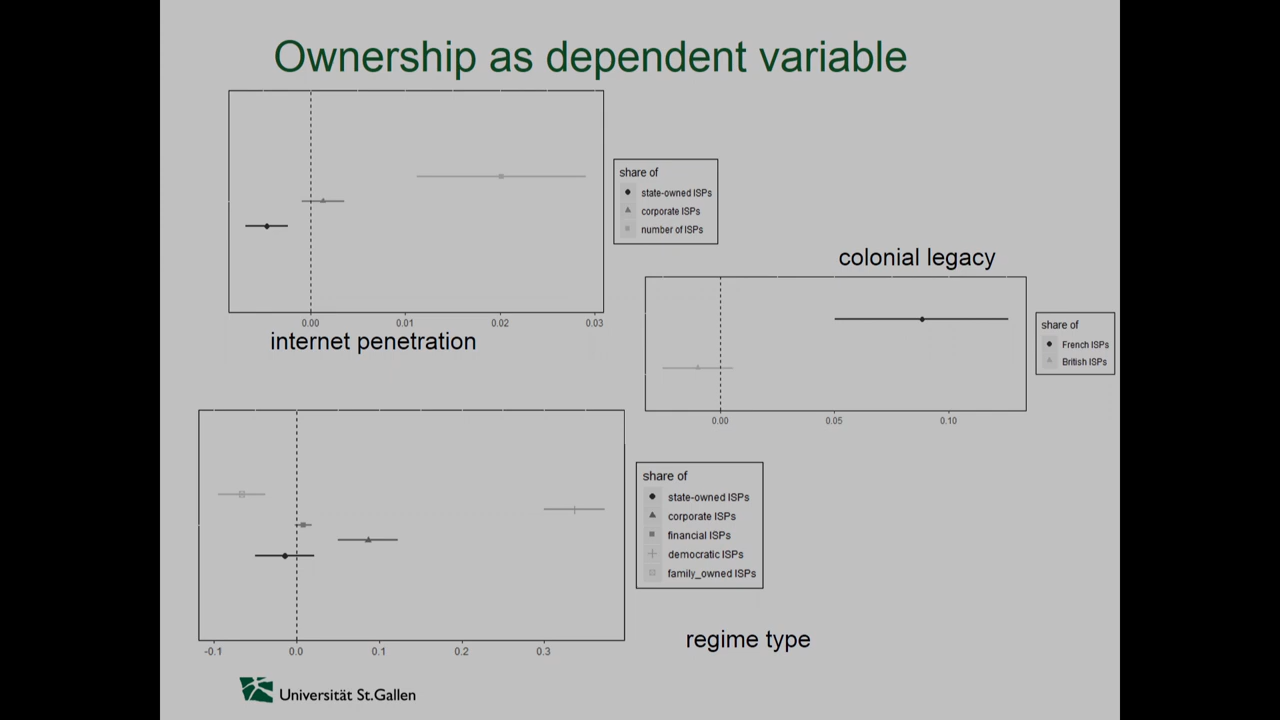 Ownership as dependent variable
share of
state-owned ISPs
corporate ISPs
number of ISPs
0.00 0.01 0.02 0.03
internet penetration
colonial legacy
share of
French ISPs
British ISPs
0.00 0.05 0.10
share of
state-owned ISPs
corporate ISPs
financial ISPs
democratic ISPs
family_owned ISPs
-0.1 0.0 0.1 0.2 0.3
regime type
Universität St.Gallen